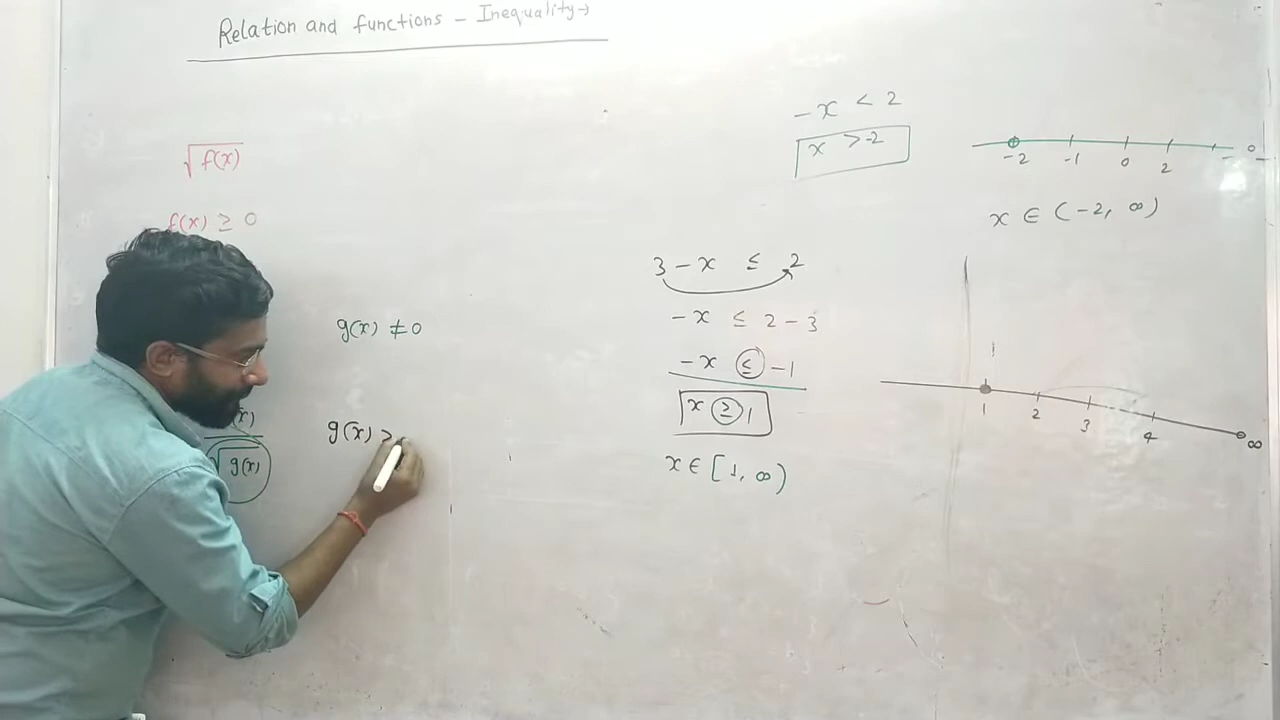 Relation and functions - Inequality →
√f(x)
f(x) ≥ 0
g(x) ≠ 0
√g(x)
g(x) >
-x < 2
x > -2
-2 -1 0 2
x ∈ (-2, ∞)
3 - x ≤ 2
-x ≤ 2 - 3
-x ≤ -1
x ≥ 1
x ∈ [1, ∞)
1
1 2 3 4 ∞